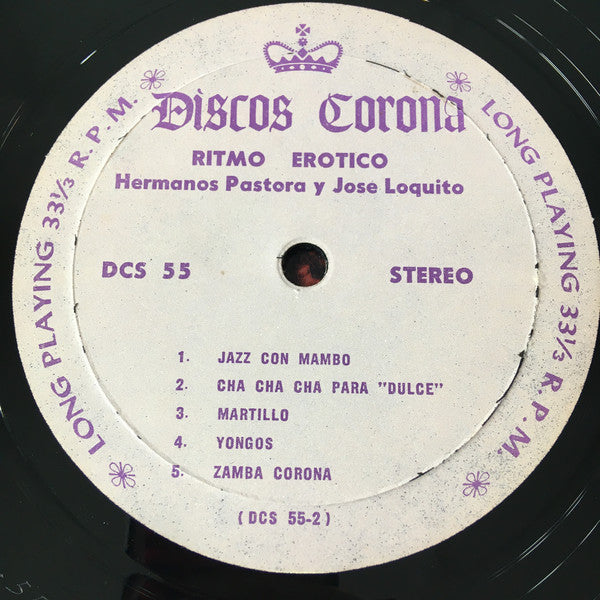 Discos Corona
RITMO EROTICO
Hermanos Pastora y Jose Loquito
DCS 55
STEREO
1. JAZZ CON MAMBO
2. CHA CHA CHA PARA "DULCE"
3. MARTILLO
4. YONGOS
5. ZAMBA CORONA
( DCS 55-2 )
LONG PLAYING 33⅓ R.P.M.
LONG PLAYING 33⅓ R.P.M.